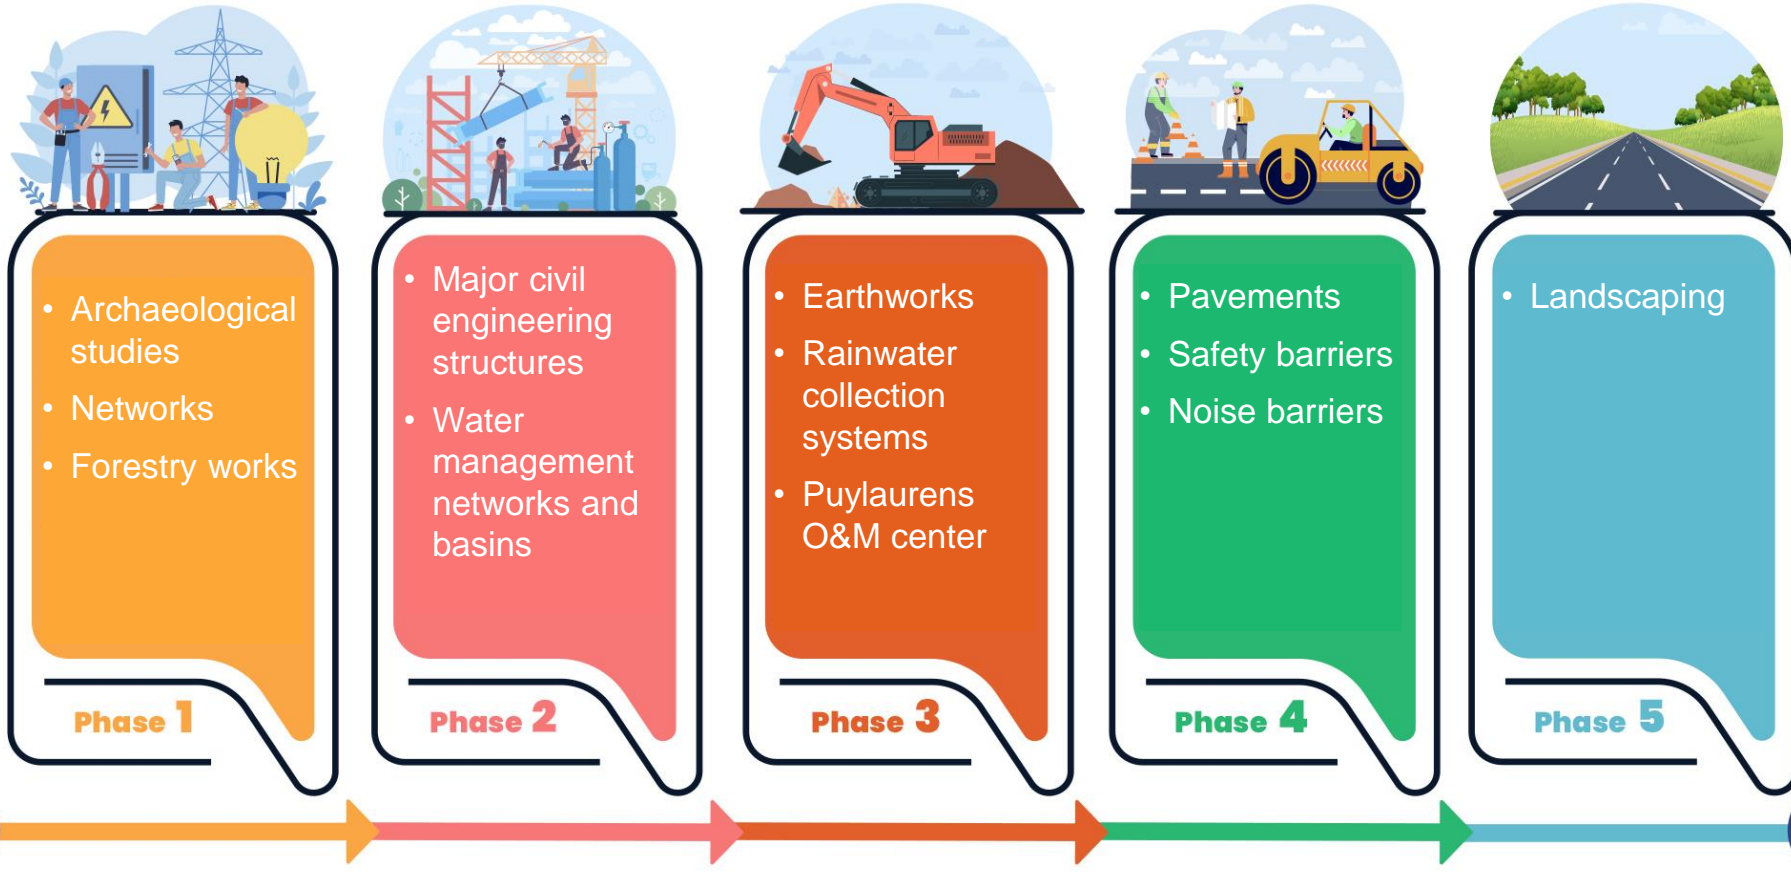 • Archaeological
studies
• Networks
• Forestry works
Phase 1
• Major civil
engineering
structures
• Water
management
networks and
basins
Phase 2
• Earthworks
• Rainwater
collection
systems
• Puylaurens
O&M center
Phase 3
• Pavements
• Safety barriers
• Noise barriers
Phase 4
• Landscaping
Phase 5